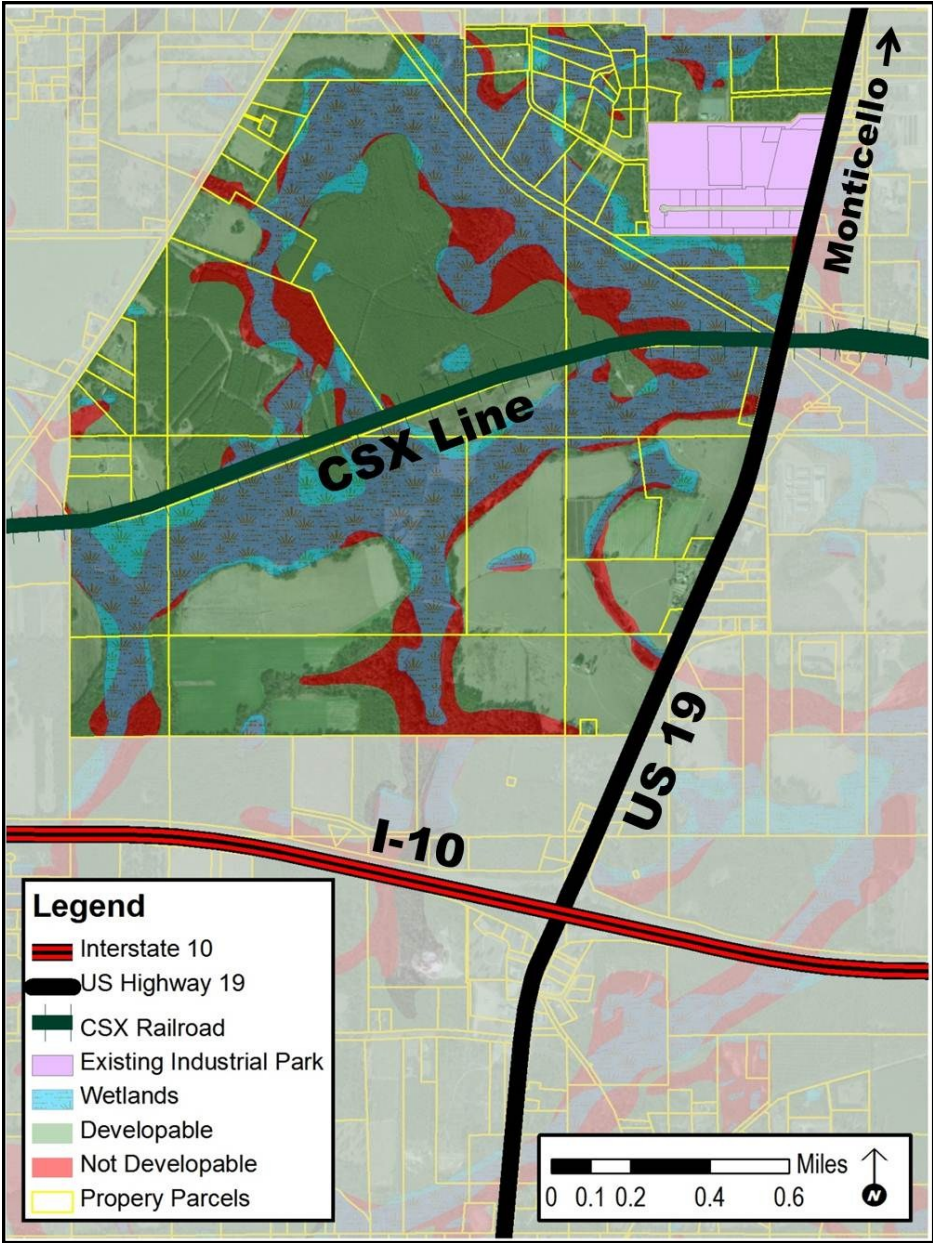 Monticello
CSX Line
US 19
I-10
Legend
Interstate 10
US Highway 19
CSX Railroad
Existing Industrial Park
Wetlands
Developable
Not Developable
Propery Parcels
Miles
0 0.1 0.2 0.4 0.6
N